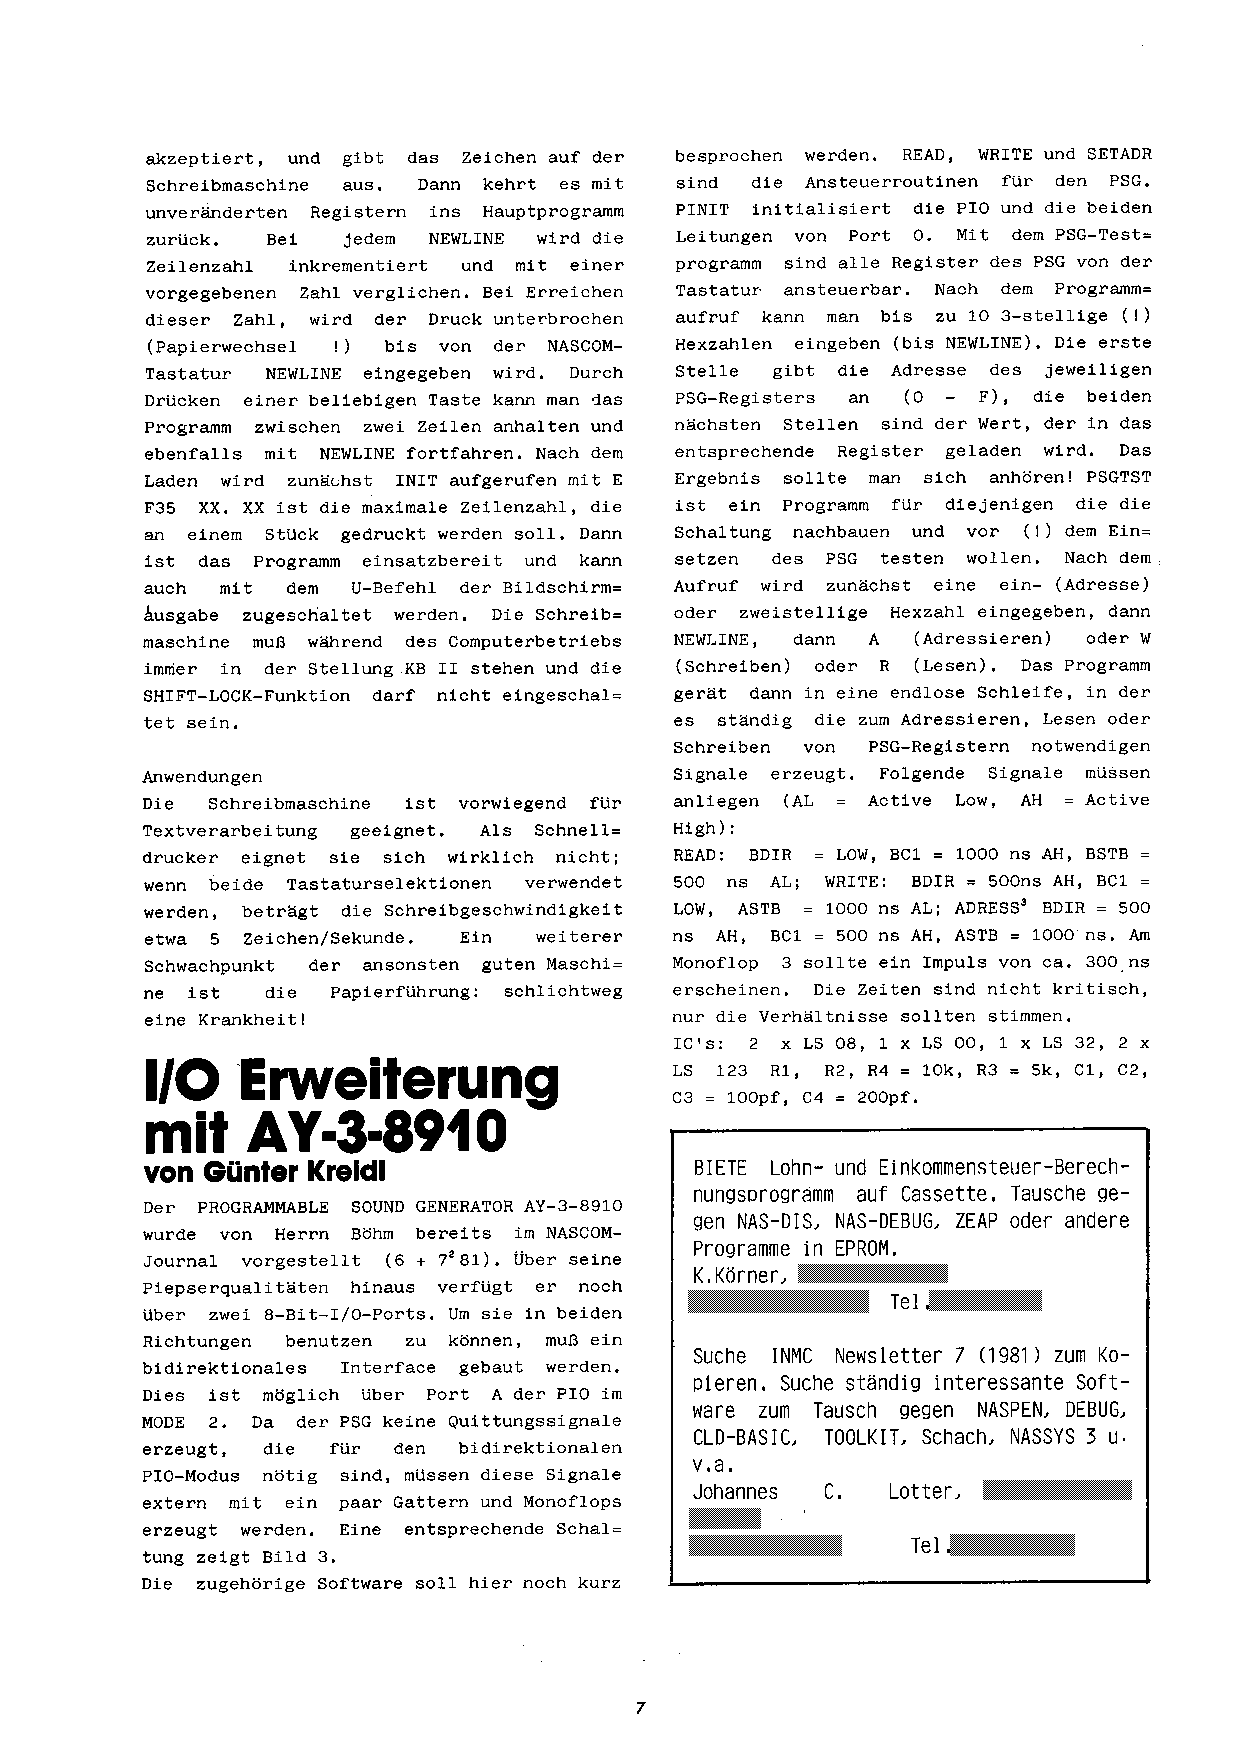 akzeptiert, und gibt das Zeichen auf der
Schreibmaschine aus. Dann kehrt es mit
unveränderten Registern ins Hauptprogramm
zurück. Bei jedem NEWLINE wird die
Zeilenzahl inkrementiert und mit einer
vorgegebenen Zahl verglichen. Bei Erreichen
dieser Zahl, wird der Druck unterbrochen
(Papierwechsel !) bis von der NASCOM-
Tastatur NEWLINE eingegeben wird. Durch
Drücken einer beliebigen Taste kann man das
Programm zwischen zwei Zeilen anhalten und
ebenfalls mit NEWLINE fortfahren. Nach dem
Laden wird zunächst INIT aufgerufen mit E
F35 XX. XX ist die maximale Zeilenzahl, die
an einem Stück gedruckt werden soll. Dann
ist das Programm einsatzbereit und kann
auch mit dem U-Befehl der Bildschirm=
Ausgabe zugeschaltet werden. Die Schreib=
maschine muß während des Computerbetriebs
immer in der Stellung KB II stehen und die
SHIFT-LOCK-Funktion darf nicht eingeschal=
tet sein.
Anwendungen
Die Schreibmaschine ist vorwiegend für
Textverarbeitung geeignet. Als Schnell=
drucker eignet sie sich wirklich nicht;
wenn beide Tastaturselektionen verwendet
werden, beträgt die Schreibgeschwindigkeit
etwa 5 Zeichen/Sekunde. Ein weiterer
Schwachpunkt der ansonsten guten Maschi=
ne ist die Papierführung: schlichtweg
eine Krankheit!
I/O Erweiterung
mit AY-3-8910
von Günter Kreidl
Der PROGRAMMABLE SOUND GENERATOR AY-3-8910
wurde von Herrn Böhm bereits im NASCOM-
Journal vorgestellt (6 + 7²81). Über seine
Piepserqualitäten hinaus verfügt er noch
über zwei 8-Bit-I/O-Ports. Um sie in beiden
Richtungen benutzen zu können, muß ein
bidirektionales Interface gebaut werden.
Dies ist möglich über Port A der PIO im
MODE 2. Da der PSG keine Quittungssignale
erzeugt, die für den bidirektionalen
PIO-Modus nötig sind, müssen diese Signale
extern mit ein paar Gattern und Monoflops
erzeugt werden. Eine entsprechende Schal=
tung zeigt Bild 3.
Die zugehörige Software soll hier noch kurz
besprochen werden. READ, WRITE und SETADR
sind die Ansteuerroutinen für den PSG.
PINIT initialisiert die PIO und die beiden
Leitungen von Port O. Mit dem PSG-Test=
programm sind alle Register des PSG von der
Tastatur ansteuerbar. Nach dem Programm=
aufruf kann man bis zu 10 3-stellige (!)
Hexzahlen eingeben (bis NEWLINE). Die erste
Stelle gibt die Adresse des jeweiligen
PSG-Registers an (O - F), die beiden
nächsten Stellen sind der Wert, der in das
entsprechende Register geladen wird. Das
Ergebnis sollte man sich anhören! PSGTST
ist ein Programm für diejenigen die die
Schaltung nachbauen und vor (!) dem Ein=
setzen des PSG testen wollen. Nach dem
Aufruf wird zunächst eine ein- (Adresse)
oder zweistellige Hexzahl eingegeben, dann
NEWLINE, dann A (Adressieren) oder W
(Schreiben) oder R (Lesen). Das Programm
gerät dann in eine endlose Schleife, in der
es ständig die zum Adressieren, Lesen oder
Schreiben von PSG-Registern notwendigen
Signale erzeugt. Folgende Signale müssen
anliegen (AL = Active Low, AH = Active
High):
READ: BDIR = LOW, BC1 = 1000 ns AH, BSTB =
500 ns AL; WRITE: BDIR = 500ns AH, BC1 =
LOW, ASTB = 1000 ns AL; ADRESS³ BDIR = 500
ns AH, BC1 = 500 ns AH, ASTB = 1000 ns. Am
Monoflop 3 sollte ein Impuls von ca. 300 ns
erscheinen. Die Zeiten sind nicht kritisch,
nur die Verhältnisse sollten stimmen.
IC's: 2 x LS 08, 1 x LS 00, 1 x LS 32, 2 x
LS 123 R1, R2, R4 = 10k, R3 = 5k, C1, C2,
C3 = 100pf, C4 = 200pf.
BIETE Lohn- und Einkommensteuer-Berech-
nungsprogramm auf Cassette. Tausche ge-
gen NAS-DIS, NAS-DEBUG, ZEAP oder andere
Programme in EPROM.
K.Körner,
Tel.
Suche INMC Newsletter 7 (1981) zum Ko-
pieren. Suche ständig interessante Soft-
ware zum Tausch gegen NASPEN, DEBUG,
CLD-BASIC, TOOLKIT, Schach, NASSYS 3 u.
v.a.
Johannes C. Lotter,
Tel.
7